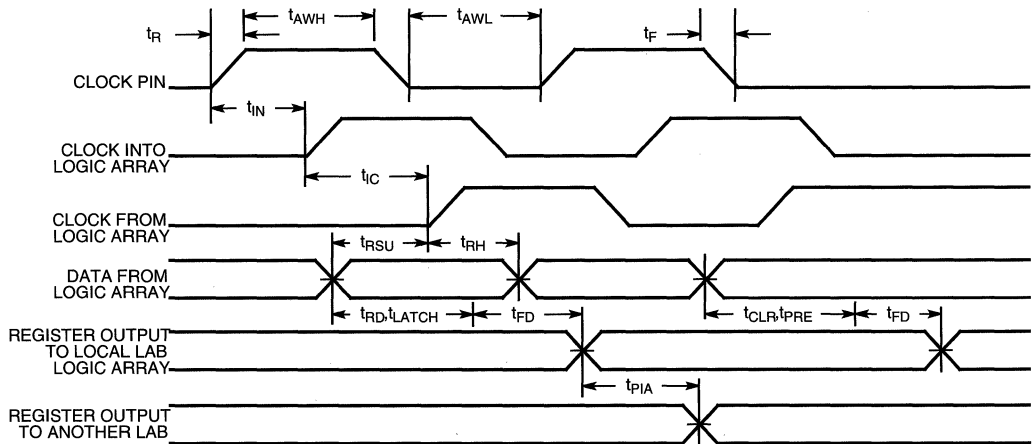 tAWH
tAWL
tR
tF
CLOCK PIN
tIN
CLOCK INTO
LOGIC ARRAY
tIC
CLOCK FROM
LOGIC ARRAY
tRSU
tRH
DATA FROM
LOGIC ARRAY
tRD,tLATCH
tFD
tCLR,tPRE
tFD
REGISTER OUTPUT
TO LOCAL LAB
LOGIC ARRAY
tPIA
REGISTER OUTPUT
TO ANOTHER LAB